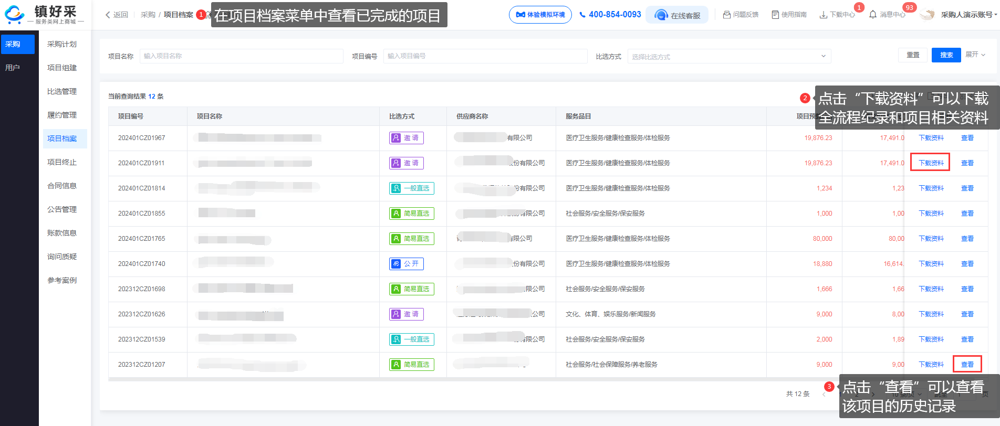 镇好采
服务类网上商城
返回
采购 / 项目档案
1
在项目档案菜单中查看已完成的项目
体验模拟环境
400-854-0093
在线客服
问题反馈
使用指南
下载中心
1
消息中心
93
采购人演示账号
采购
用户
采购计划
项目组建
比选管理
履约管理
项目档案
项目终止
合同信息
公告管理
账款信息
询问质疑
参考案例
项目名称 输入项目名称
项目编号 输入项目编号
比选方式 选择比选方式
重置
搜索
展开
当前查询结果 12 条
2
点击“下载资料”可以下载
全流程纪录和项目相关资料
项目编号 项目名称 比选方式 供应商名称 服务品目 项目预
202401CZ01967 邀请 有限公司 医疗卫生服务/健康检查服务/体检服务 19,876.23 17,491.0 下载资料 查看
202401CZ01911 邀请 份有限公司 医疗卫生服务/健康检查服务/体检服务 19,876.23 17,491.0 下载资料 查看
202401CZ01814 一般直选 份有限公司 医疗卫生服务/健康检查服务/体检服务 1,234 1,23 下载资料 查看
202401CZ01855 简易直选 有限公司 社会服务/安全服务/保安服务 1,000 1,00 下载资料 查看
202401CZ01765 简易直选 有限公司 医疗卫生服务/健康检查服务/体检服务 80,000 80,00 下载资料 查看
202401CZ01740 公开 份有限公司 医疗卫生服务/健康检查服务/体检服务 18,880 16,614. 下载资料 查看
202312CZ01698 简易直选 限公司 社会服务/安全服务/保安服务 1,666 1,66 下载资料 查看
202312CZ01626 邀请 公司 文化、体育、娱乐服务/新闻服务 9,000 8,00 下载资料 查看
202312CZ01539 一般直选 有限公司 社会服务/安全服务/保安服务 2,000 1,89 下载资料 查看
202312CZ01207 简易直选 社会服务/社会保障服务/养老服务 9,000 9,00 下载资料 查看
共 12 条
1 2
10 条/页
跳至 1 页
3
点击“查看”可以查看
该项目的历史记录